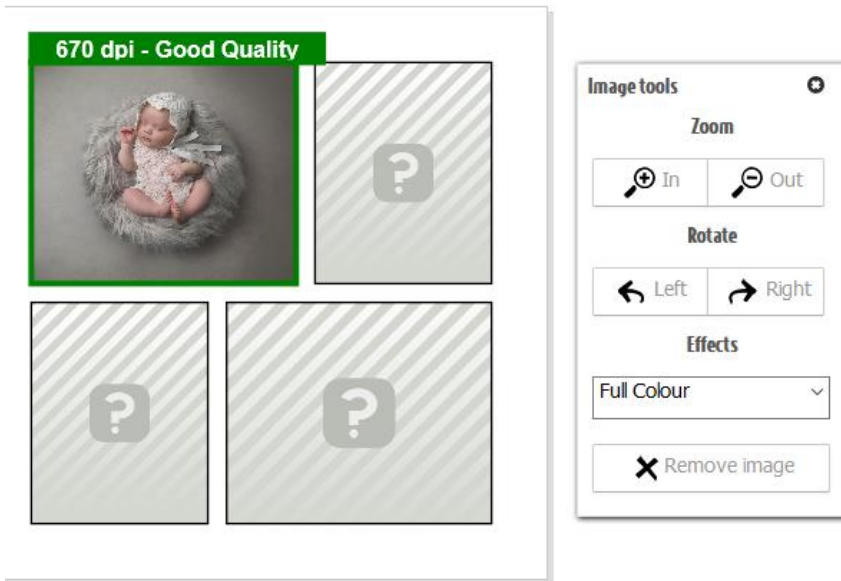 670 dpi - Good Quality
?
?
?
Image tools
Zoom
In
Out
Rotate
Left
Right
Effects
Full Colour
Remove image